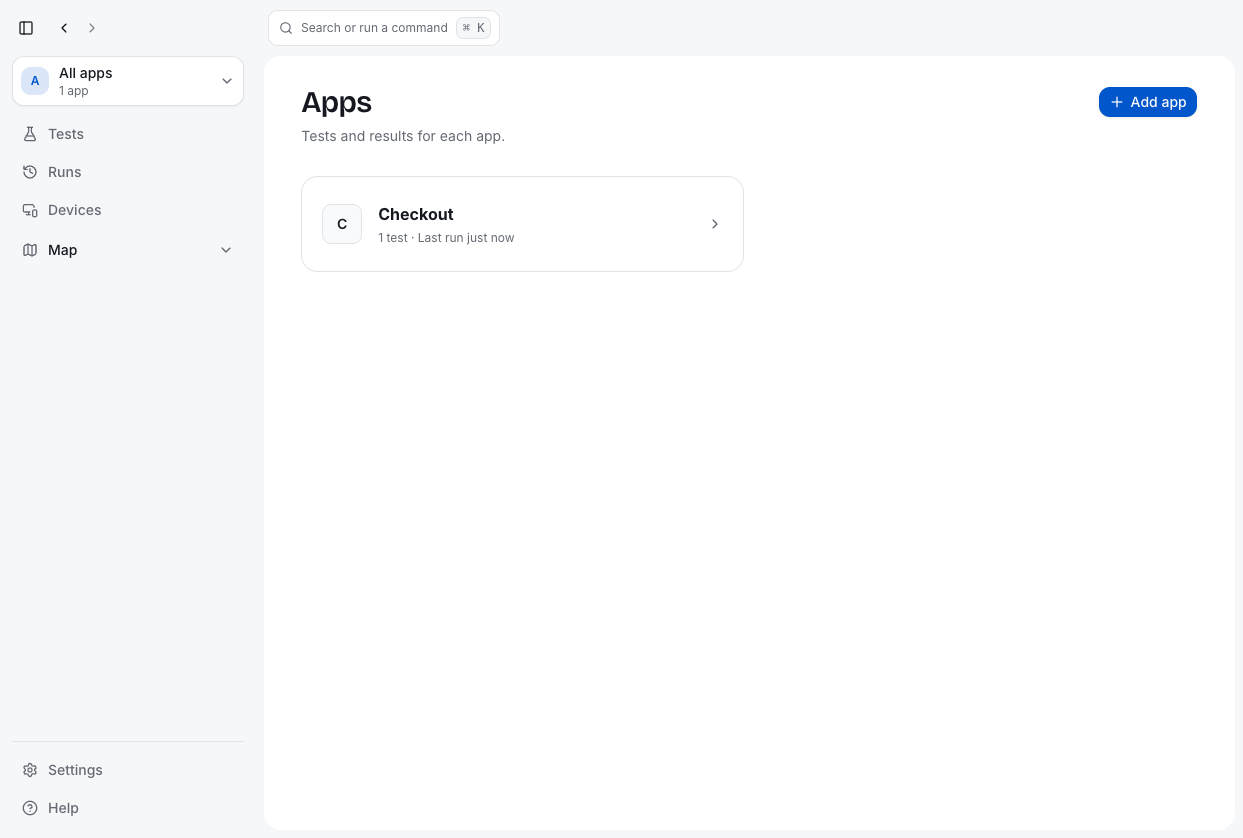 Search or run a command ⌘ K
A
All apps
1 app
Tests
Runs
Devices
Map
Settings
Help
Apps
Tests and results for each app.
Add app
C
Checkout
1 test · Last run just now